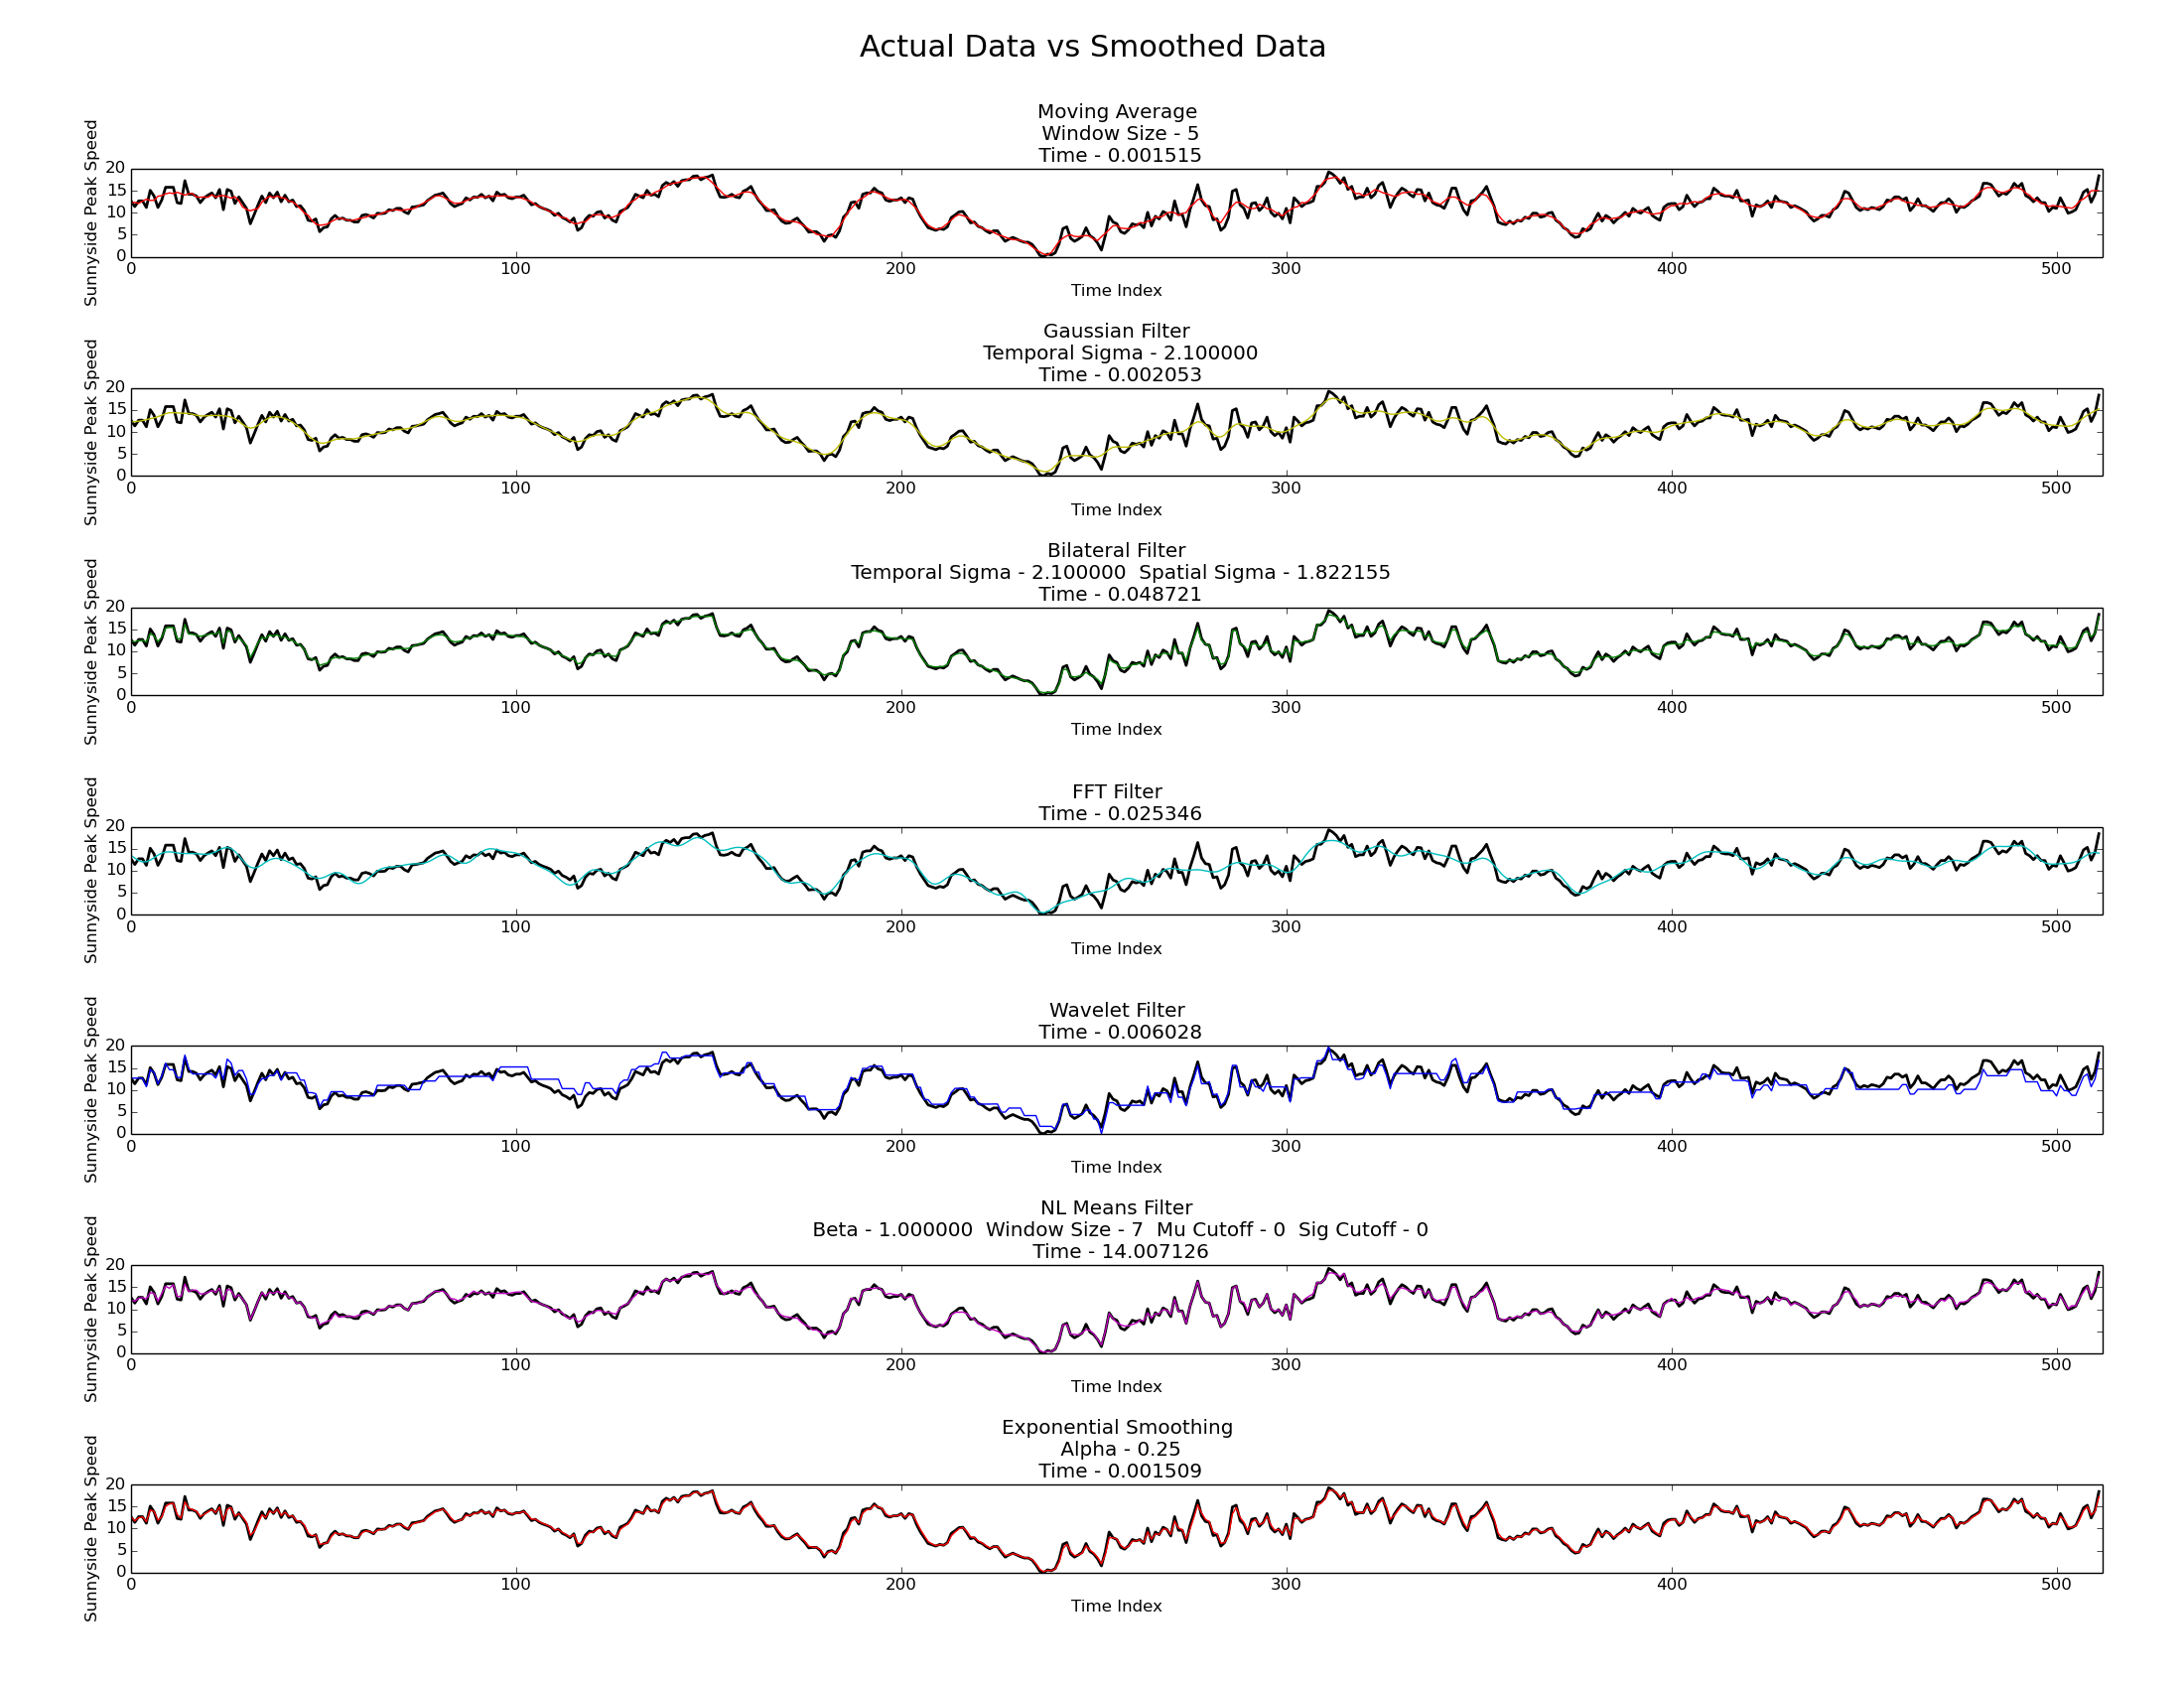 Actual Data vs Smoothed Data
Moving Average
Window Size - 5
Time - 0.001515
Sunnyside Peak Speed
20
15
10
5
0
0 100 200 300 400 500
Time Index
Gaussian Filter
Temporal Sigma - 2.100000
Time - 0.002053
Sunnyside Peak Speed
20
15
10
5
0
0 100 200 300 400 500
Time Index
Bilateral Filter
Temporal Sigma - 2.100000  Spatial Sigma - 1.822155
Time - 0.048721
Sunnyside Peak Speed
20
15
10
5
0
0 100 200 300 400 500
Time Index
FFT Filter
Time - 0.025346
Sunnyside Peak Speed
20
15
10
5
0
0 100 200 300 400 500
Time Index
Wavelet Filter
Time - 0.006028
Sunnyside Peak Speed
20
15
10
5
0
0 100 200 300 400 500
Time Index
NL Means Filter
Beta - 1.000000  Window Size - 7  Mu Cutoff - 0  Sig Cutoff - 0
Time - 14.007126
Sunnyside Peak Speed
20
15
10
5
0
0 100 200 300 400 500
Time Index
Exponential Smoothing
Alpha - 0.25
Time - 0.001509
Sunnyside Peak Speed
20
15
10
5
0
0 100 200 300 400 500
Time Index